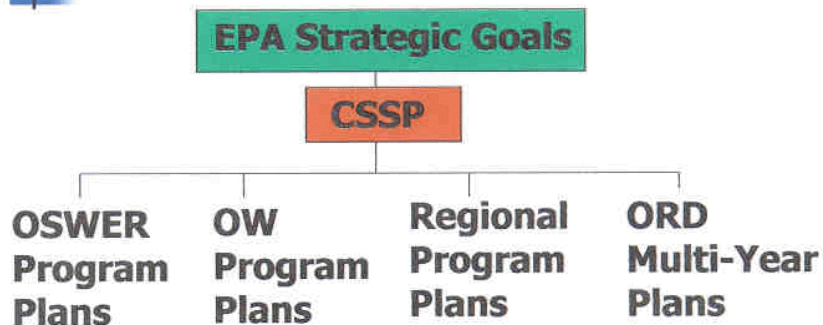 EPA Strategic Goals
CSSP
OSWER
Program
Plans
OW
Program
Plans
Regional
Program
Plans
ORD
Multi-Year
Plans